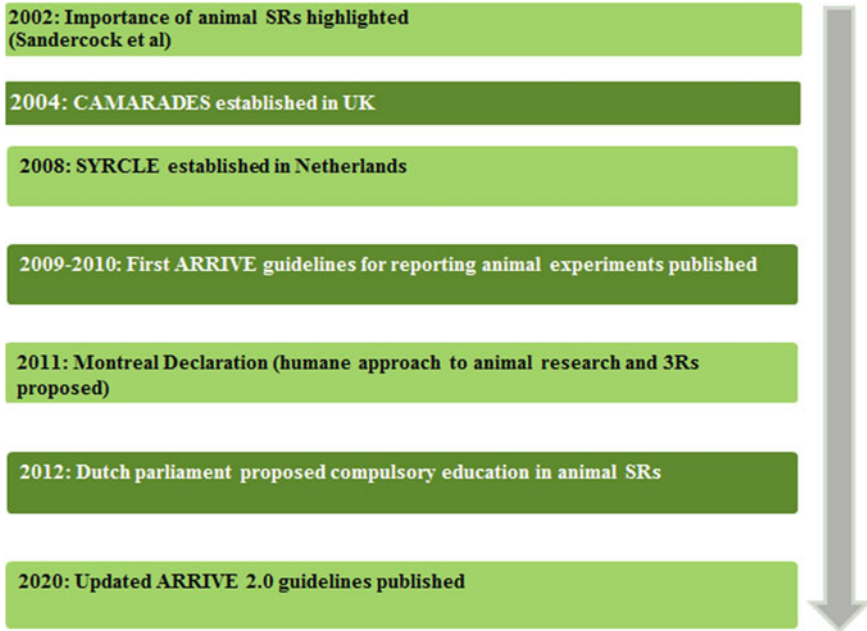 2002: Importance of animal SRs highlighted
(Sandercock et al)
2004: CAMARADES established in UK
2008: SYRCLE established in Netherlands
2009-2010: First ARRIVE guidelines for reporting animal experiments published
2011: Montreal Declaration (humane approach to animal research and 3Rs
proposed)
2012: Dutch parliament proposed compulsory education in animal SRs
2020: Updated ARRIVE 2.0 guidelines published